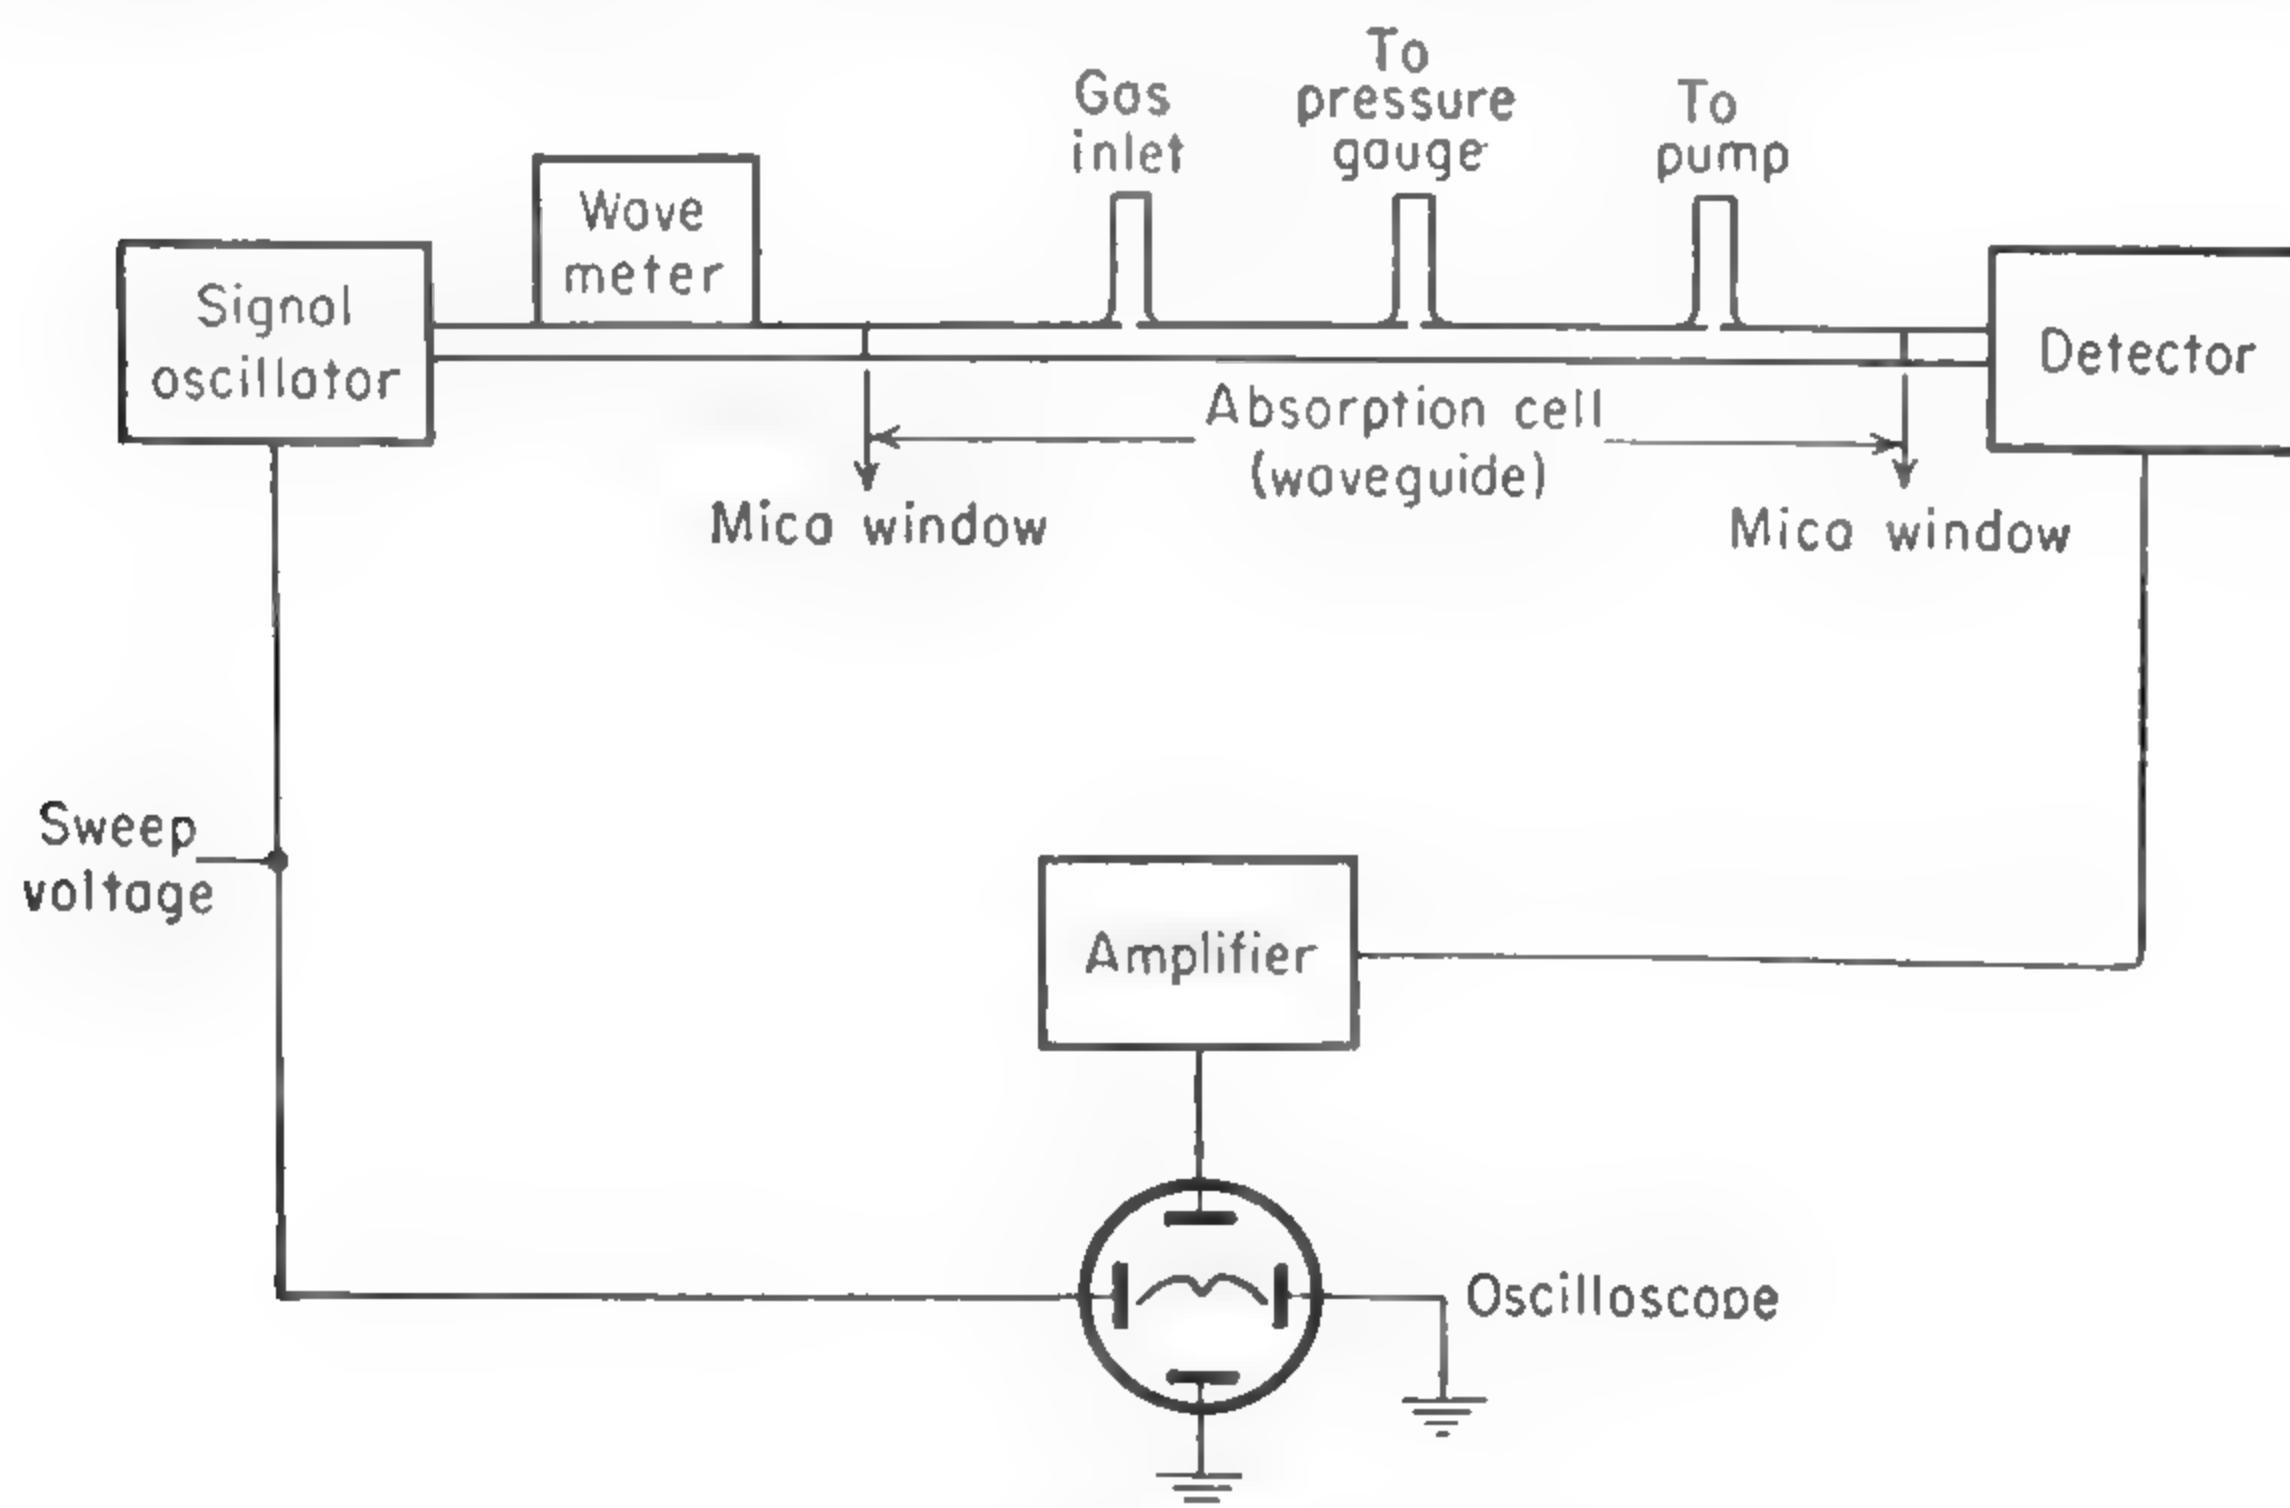 To
pressure
gauge
Gas
inlet
To
pump
Wave
meter
Signal
oscillator
Detector
Absorption cell
(waveguide)
Mica window
Mica window
Sweep
voltage
Amplifier
Oscilloscope